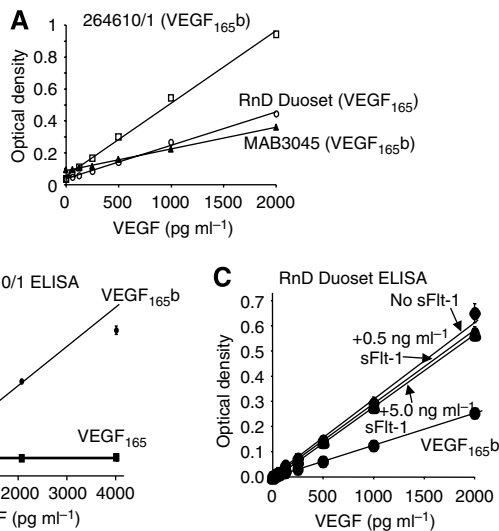 A
264610/1 (VEGF165b)
1
0.8
0.6
0.4
0.2
0
Optical density
RnD Duoset (VEGF165)
MAB3045 (VEGF165b)
0 500 1000 1500 2000
VEGF (pg ml–1)
0/1 ELISA
VEGF165b
VEGF165
2000 3000 4000
F (pg ml–1)
C
RnD Duoset ELISA
0.7
0.6
0.5
0.4
0.3
0.2
0.1
0.0
Optical density
No sFlt-1
+0.5 ng ml–1
sFlt-1
+5.0 ng ml–1
sFlt-1
VEGF165b
0 500 1000 1500 2000
VEGF (pg ml–1)